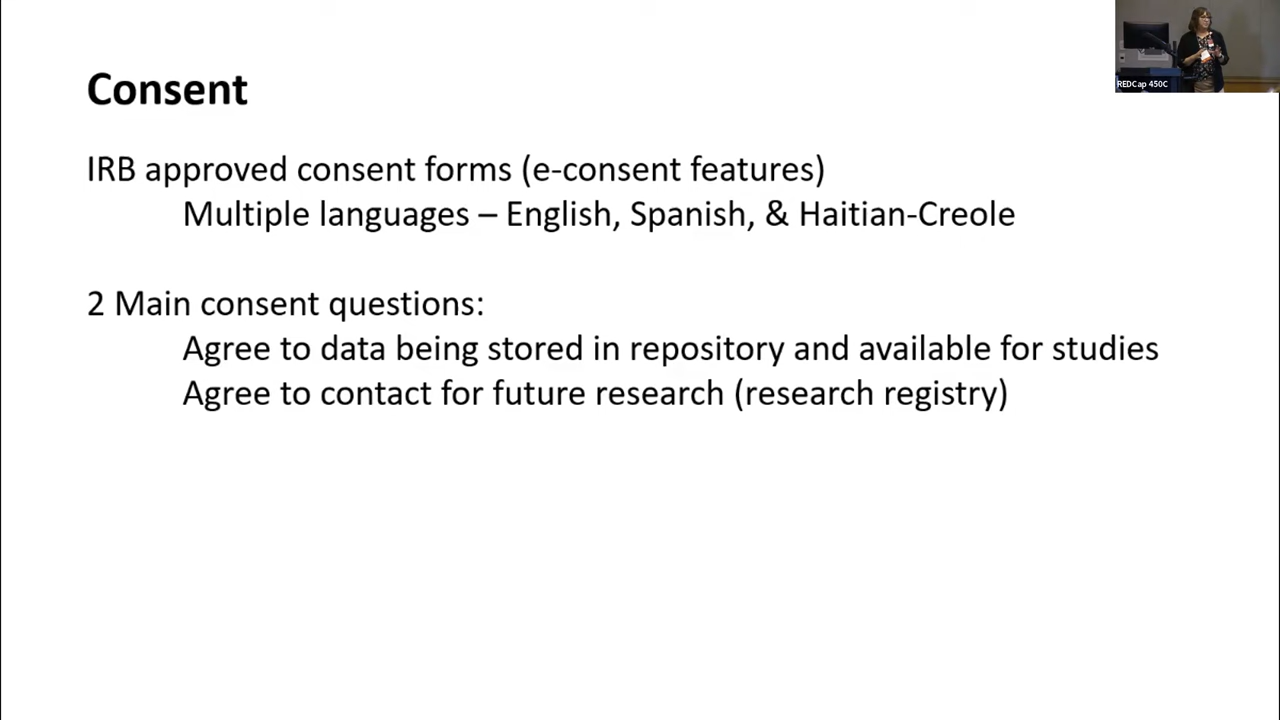 Consent
IRB approved consent forms (e-consent features)
Multiple languages – English, Spanish, & Haitian-Creole
2 Main consent questions:
Agree to data being stored in repository and available for studies
Agree to contact for future research (research registry)
REDCap 450C